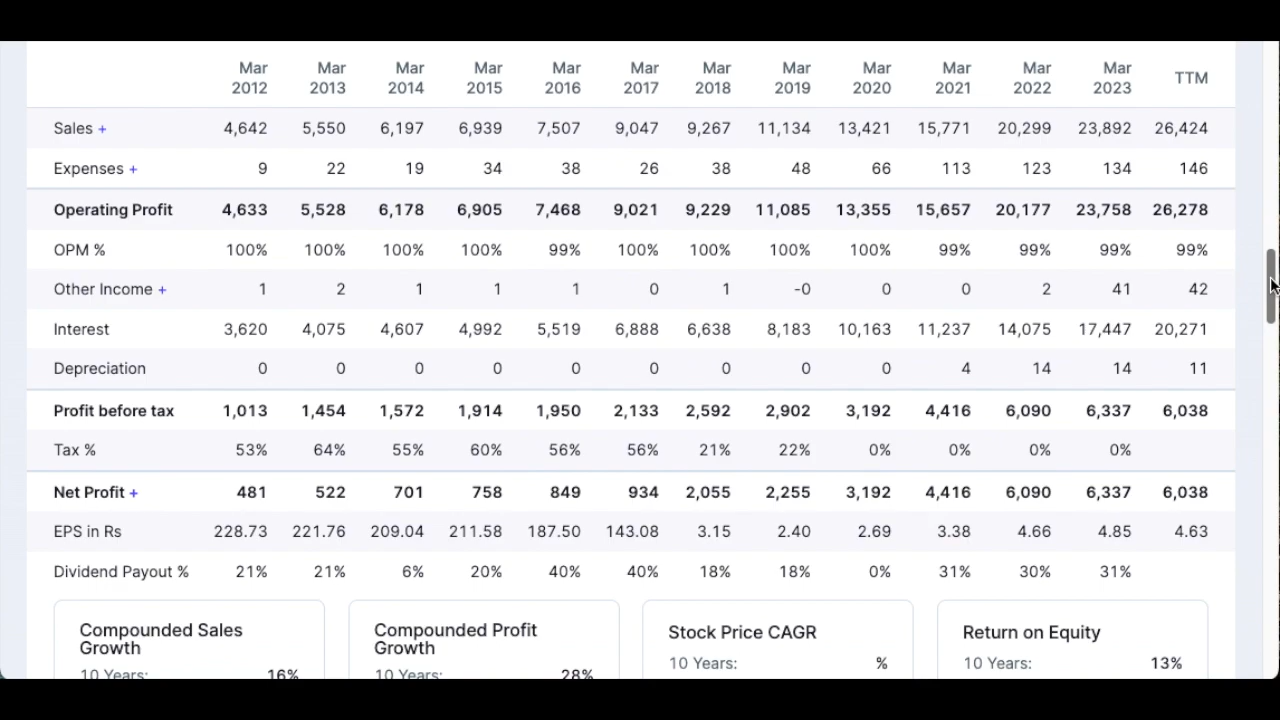 Mar 2012 Mar 2013 Mar 2014 Mar 2015 Mar 2016 Mar 2017 Mar 2018 Mar 2019 Mar 2020 Mar 2021 Mar 2022 Mar 2023 TTM
Sales + 4,642 5,550 6,197 6,939 7,507 9,047 9,267 11,134 13,421 15,771 20,299 23,892 26,424
Expenses + 9 22 19 34 38 26 38 48 66 113 123 134 146
Operating Profit 4,633 5,528 6,178 6,905 7,468 9,021 9,229 11,085 13,355 15,657 20,177 23,758 26,278
OPM % 100% 100% 100% 100% 99% 100% 100% 100% 100% 99% 99% 99% 99%
Other Income + 1 2 1 1 1 0 1 -0 0 0 2 41 42
Interest 3,620 4,075 4,607 4,992 5,519 6,888 6,638 8,183 10,163 11,237 14,075 17,447 20,271
Depreciation 0 0 0 0 0 0 0 0 0 4 14 14 11
Profit before tax 1,013 1,454 1,572 1,914 1,950 2,133 2,592 2,902 3,192 4,416 6,090 6,337 6,038
Tax % 53% 64% 55% 60% 56% 56% 21% 22% 0% 0% 0% 0%
Net Profit + 481 522 701 758 849 934 2,055 2,255 3,192 4,416 6,090 6,337 6,038
EPS in Rs 228.73 221.76 209.04 211.58 187.50 143.08 3.15 2.40 2.69 3.38 4.66 4.85 4.63
Dividend Payout % 21% 21% 6% 20% 40% 40% 18% 18% 0% 31% 30% 31%
Compounded Sales
Growth
10 Years: 16%
Compounded Profit
Growth
10 Years: 28%
Stock Price CAGR
10 Years: %
Return on Equity
10 Years: 13%